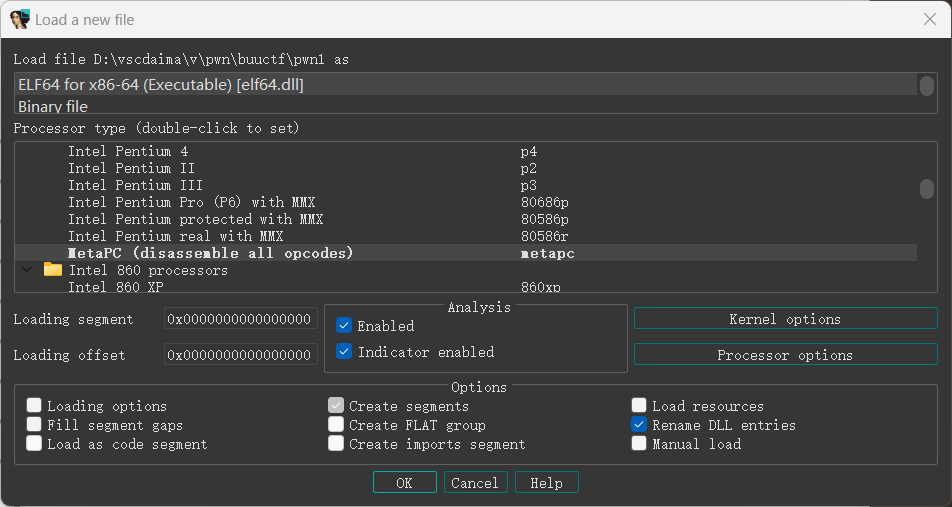 Load a new file
Load file D:\vscdaima\v\pwn\buuctf\pwn1 as
ELF64 for x86-64 (Executable) [elf64.dll]
Binary file
Processor type (double-click to set)
Intel Pentium 4 p4
Intel Pentium II p2
Intel Pentium III p3
Intel Pentium Pro (P6) with MMX 80686p
Intel Pentium protected with MMX 80586p
Intel Pentium real with MMX 80586r
MetaPC (disassemble all opcodes) metapc
Intel 860 processors
Intel 860 XP 860xp
Loading segment 0x0000000000000000
Loading offset 0x0000000000000000
Analysis
Enabled
Indicator enabled
Kernel options
Processor options
Options
Loading options Create segments Load resources
Fill segment gaps Create FLAT group Rename DLL entries
Load as code segment Create imports segment Manual load
OK Cancel Help